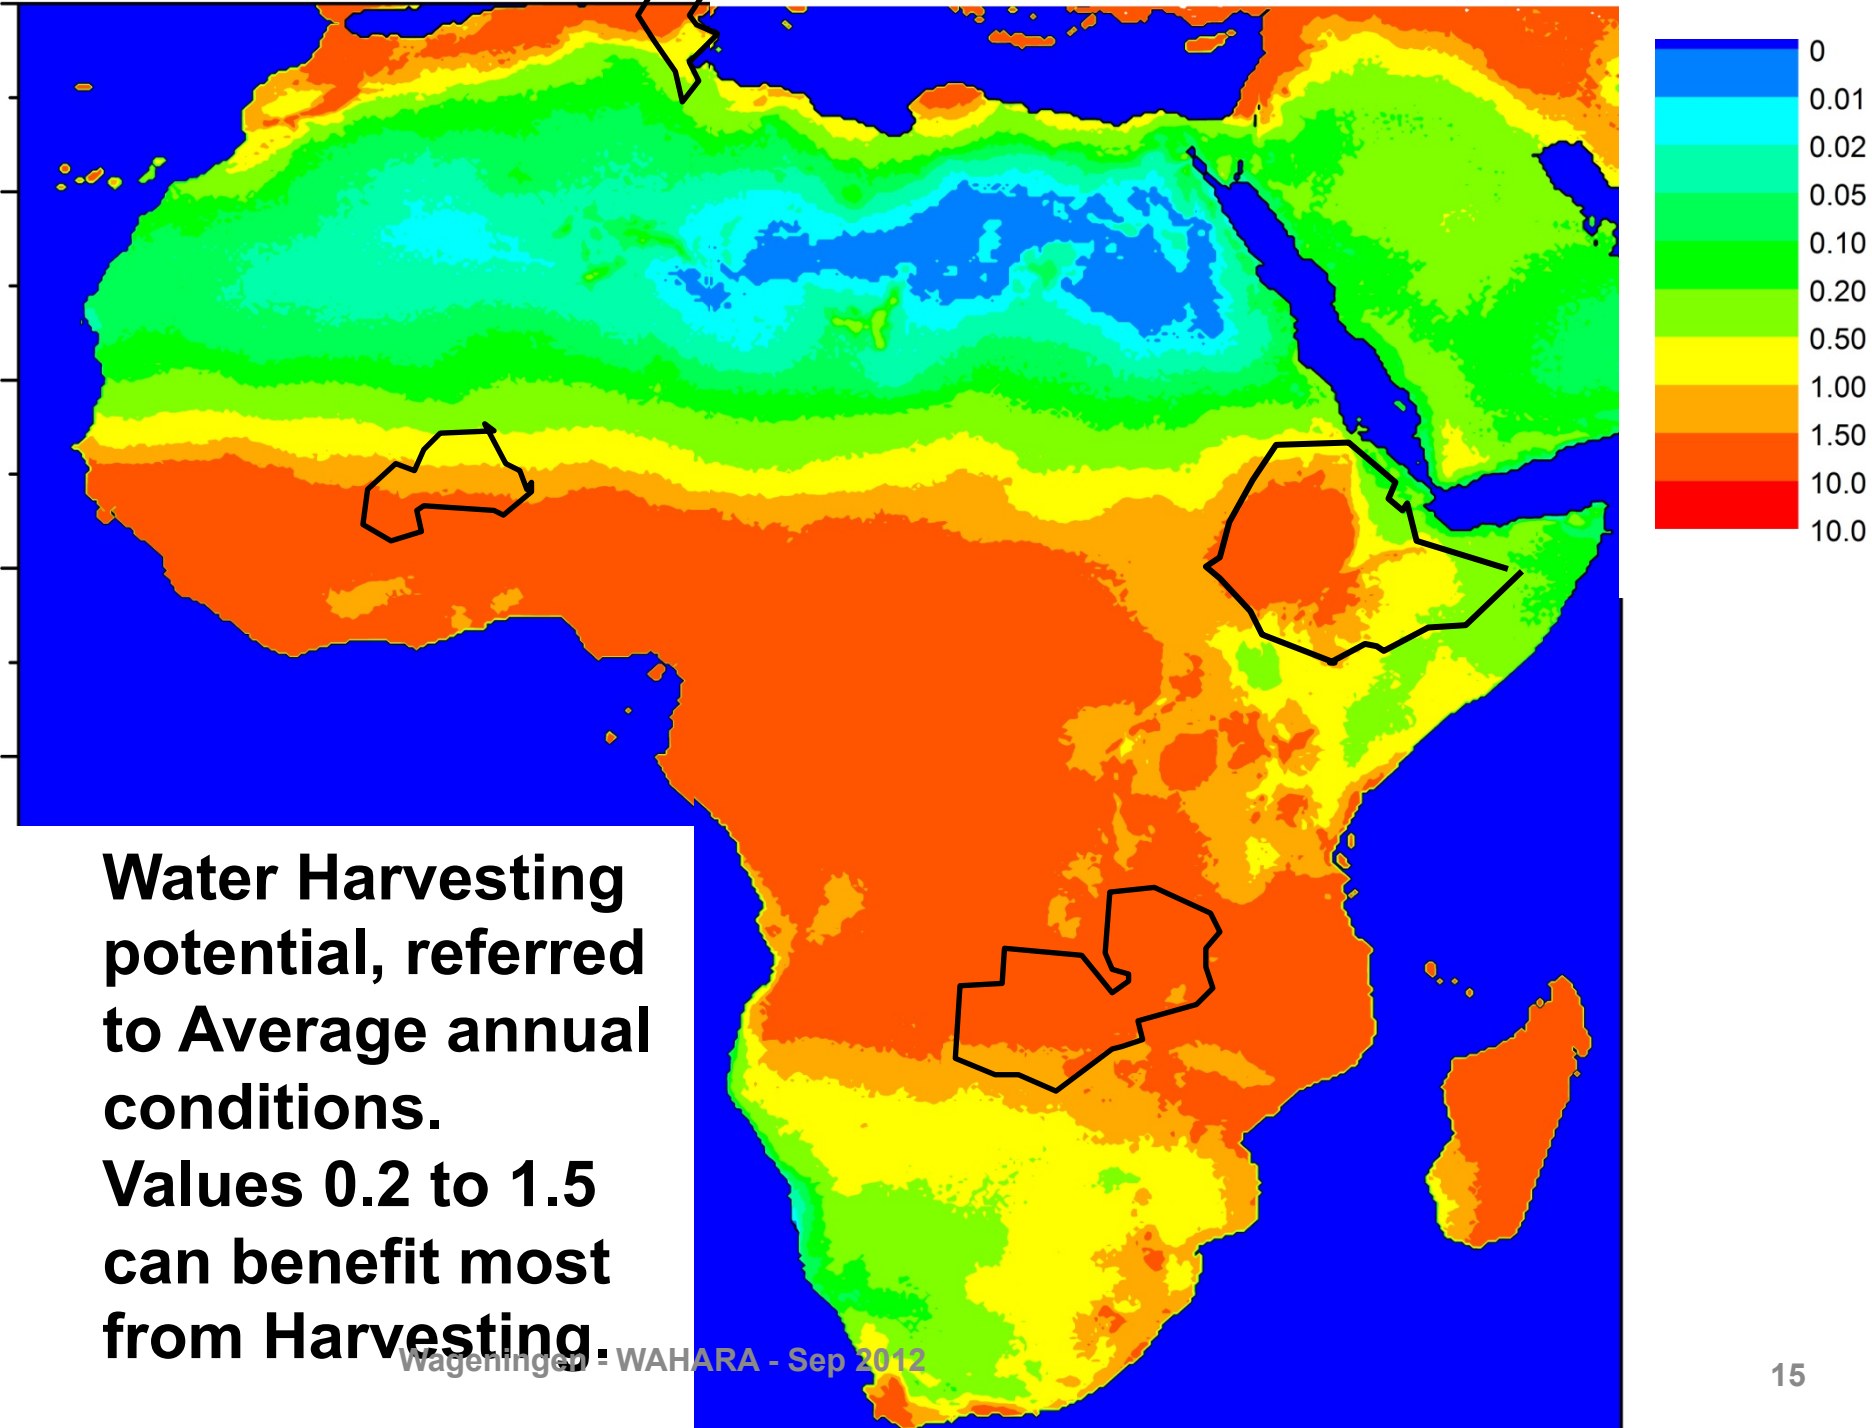 0
0.01
0.02
0.05
0.10
0.20
0.50
1.00
1.50
10.0
10.0
Water Harvesting
potential, referred
to Average annual
conditions.
Values 0.2 to 1.5
can benefit most
from Harvesting.
Wageningen - WAHARA - Sep 2012
15